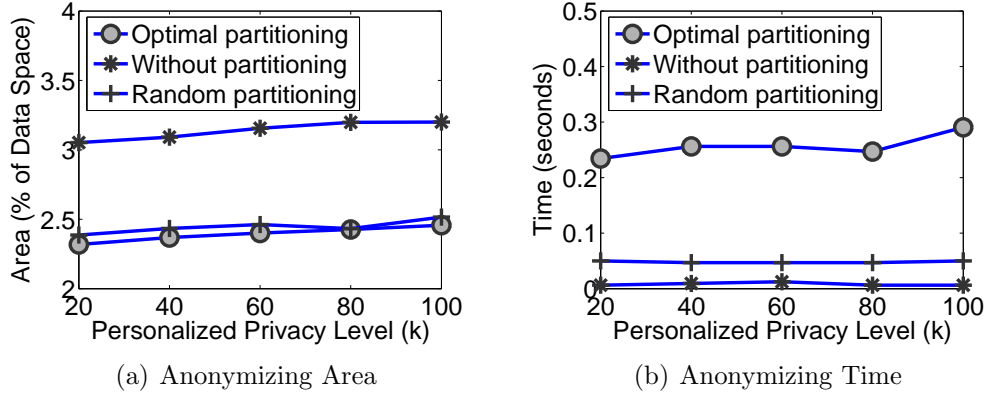 4
3.5
3
2.5
2
Area (% of Data Space)
Optimal partitioning
Without partitioning
Random partitioning
20 40 60 80 100
Personalized Privacy Level (k)
(a) Anonymizing Area
0.5
0.4
0.3
0.2
0.1
0
Time (seconds)
Optimal partitioning
Without partitioning
Random partitioning
20 40 60 80 100
Personalized Privacy Level (k)
(b) Anonymizing Time